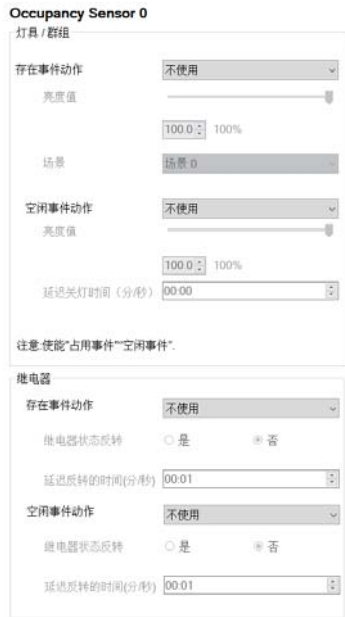 Occupancy Sensor 0
灯具 / 群组
存在事件动作 不使用
亮度值
100.0 100%
场景 场景 0
空闲事件动作 不使用
亮度值
100.0 100%
延迟关灯时间（分/秒） 00:00
注意:使能"占用事件""空闲事件".
继电器
存在事件动作 不使用
继电器状态反转 是 否
延迟反转的时间(分/秒) 00:01
空闲事件动作 不使用
继电器状态反转 是 否
延迟反转的时间(分/秒) 00:01